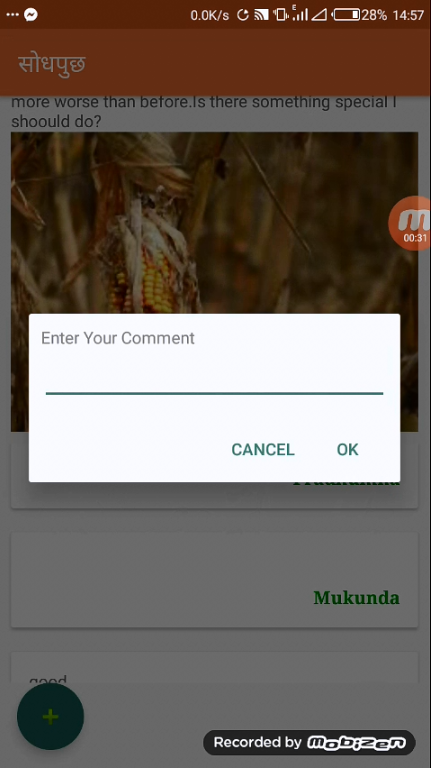 0.0K/s E 28% 14:57
सोधपुछ
more worse than before.Is there something special I
shoould do?
00:31
Enter Your Comment
CANCEL OK
Mukunda
good
+
Recorded by mobizen